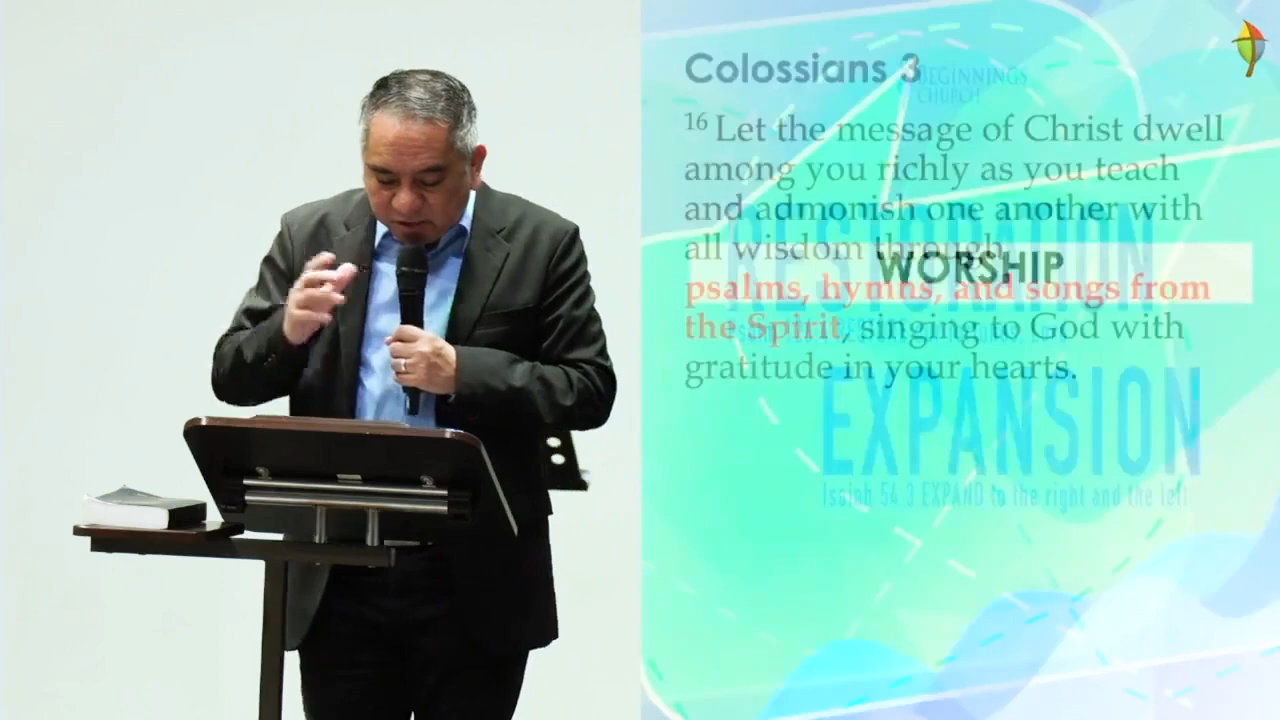 Colossians 3
BEGINNINGS
CHURCH
16 Let the message of Christ dwell
among you richly as you teach
and admonish one another with
all wisdom through
psalms, hymns, and songs from
the Spirit, singing to God with
gratitude in your hearts.
WORSHIP
RESTORATION
EXPANSION
Isaiah 54:3 EXPAND to the right and the left